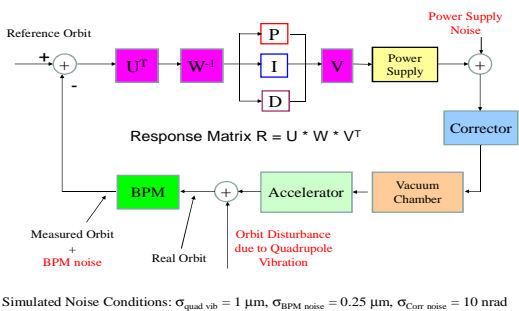 Power Supply
Noise
Reference Orbit
+
+
-
Uᵀ
W⁻¹
P
I
D
V
Power
Supply
+
Corrector
Response Matrix R = U * W * Vᵀ
BPM
+
Accelerator
Vacuum
Chamber
Measured Orbit
+
BPM noise
Real Orbit
Orbit Disturbance
due to Quadrupole
Vibration
Simulated Noise Conditions: σquad vib = 1 μm, σBPM noise = 0.25 μm, σCorr noise = 10 nrad